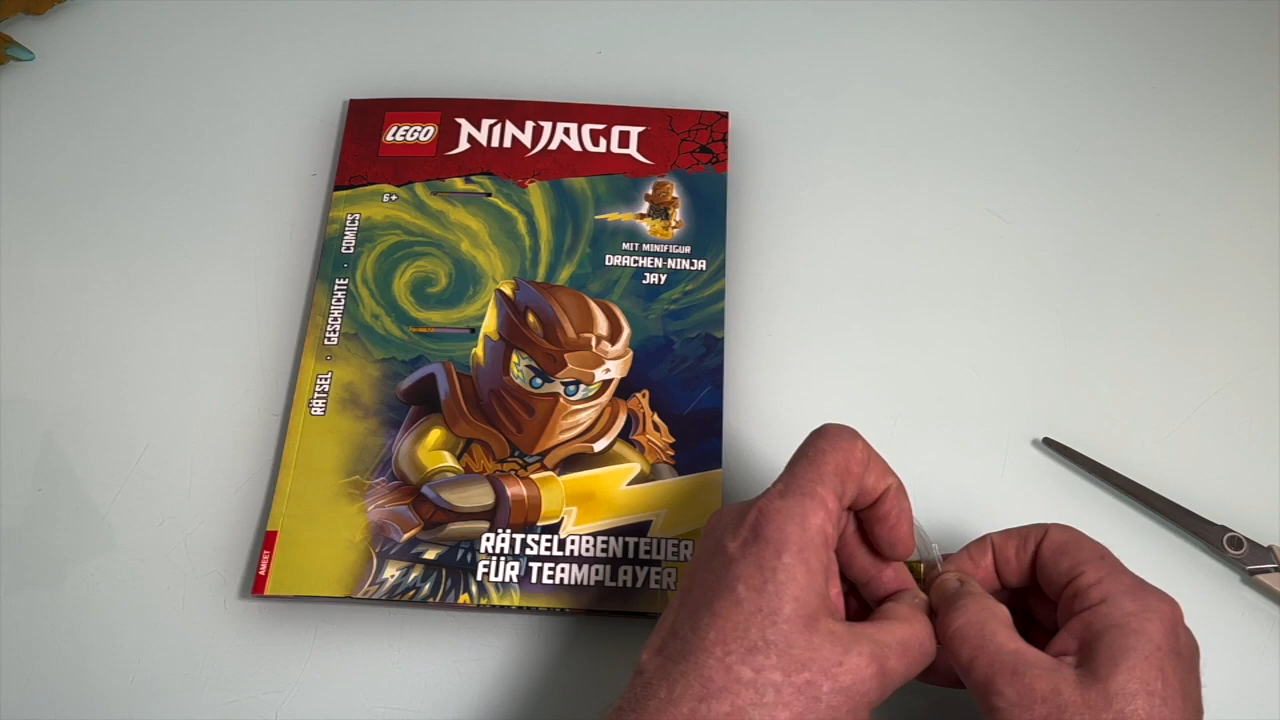 LEGO NINJAGO
6+
MIT MINIFIGUR
DRACHEN-NINJA
JAY
RÄTSEL · GESCHICHTE · COMICS
RÄTSELABENTEUER
FÜR TEAMPLAYER
AMEET